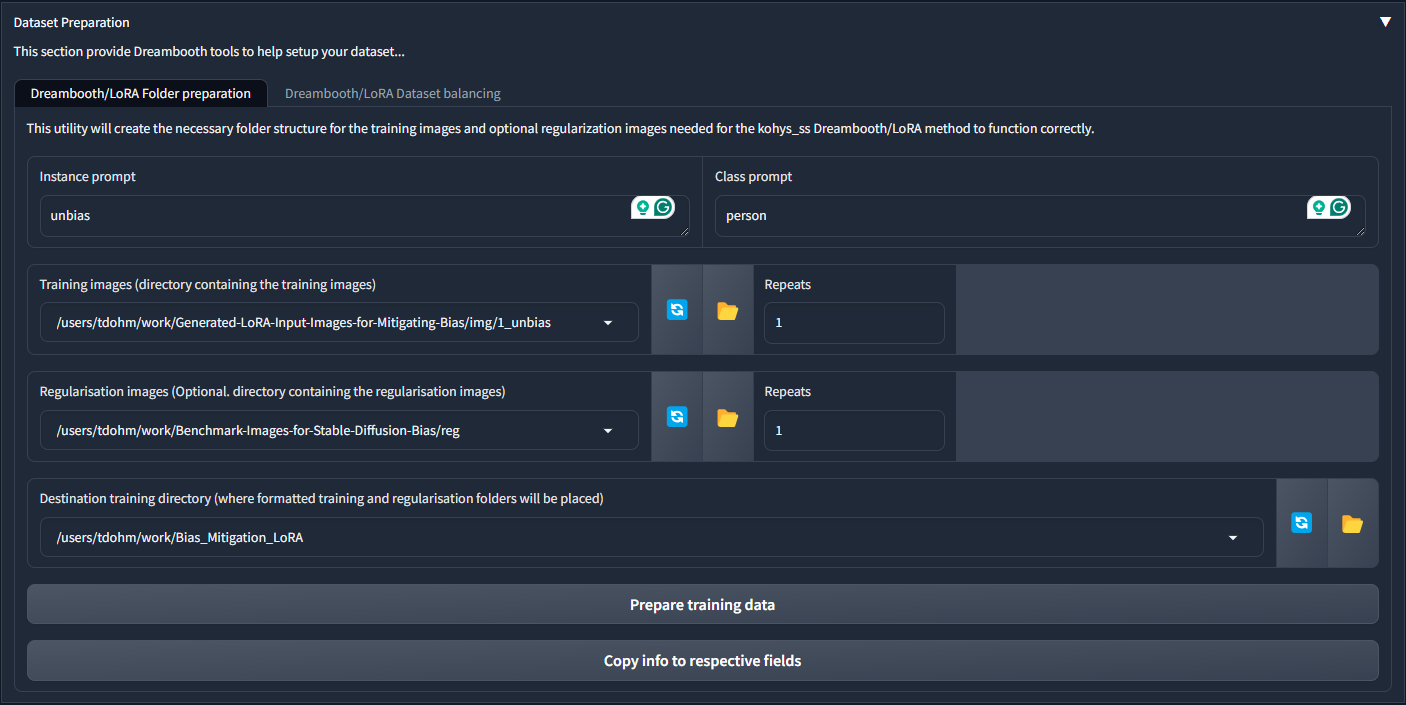 Dataset Preparation
This section provide Dreambooth tools to help setup your dataset...
Dreambooth/LoRA Folder preparation
Dreambooth/LoRA Dataset balancing
This utility will create the necessary folder structure for the training images and optional regularization images needed for the kohys_ss Dreambooth/LoRA method to function correctly.
Instance prompt
unbias
Class prompt
person
Training images (directory containing the training images)
/users/tdohm/work/Generated-LoRA-Input-Images-for-Mitigating-Bias/img/1_unbias
Repeats
1
Regularisation images (Optional. directory containing the regularisation images)
/users/tdohm/work/Benchmark-Images-for-Stable-Diffusion-Bias/reg
Repeats
1
Destination training directory (where formatted training and regularisation folders will be placed)
/users/tdohm/work/Bias_Mitigation_LoRA
Prepare training data
Copy info to respective fields